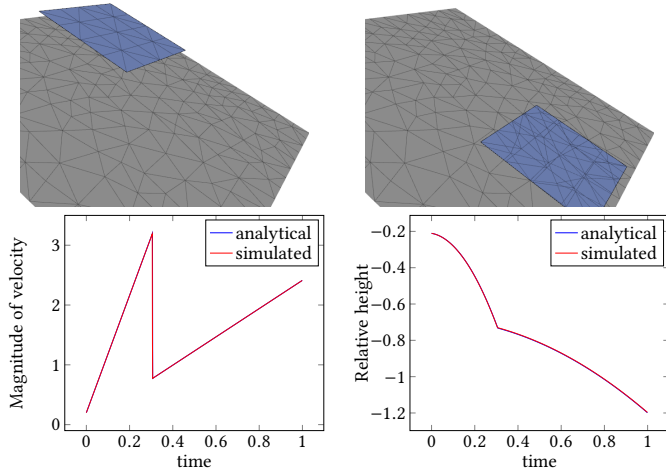 Magnitude of velocity
3
2
1
0
analytical
simulated
0 0.2 0.4 0.6 0.8 1
time
Relative height
−0.2
−0.4
−0.6
−0.8
−1
−1.2
analytical
simulated
0 0.2 0.4 0.6 0.8 1
time